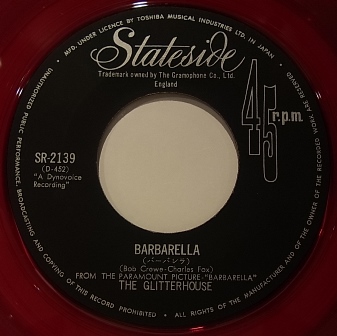 MFD. UNDER LICENCE BY TOSHIBA MUSICAL INDUSTRIES LTD. IN JAPAN
Stateside
Trademark owned by The Gramophone Co., Ltd.
England
45 r.p.m.
SR-2139
(D-452)
"A Dynovoice
Recording"
BARBARELLA
(バーバレラ)
(Bob Crewe-Charles Fox)
FROM THE PARAMOUNT PICTURE-"BARBARELLA"
THE GLITTERHOUSE
UNAUTHORIZED PUBLIC PERFORMANCE, BROADCASTING AND COPYING OF THIS RECORD PROHIBITED.
ALL RIGHTS OF THE MANUFACTURER AND OF THE OWNER OF THE RECORDED WORK ARE RESERVED